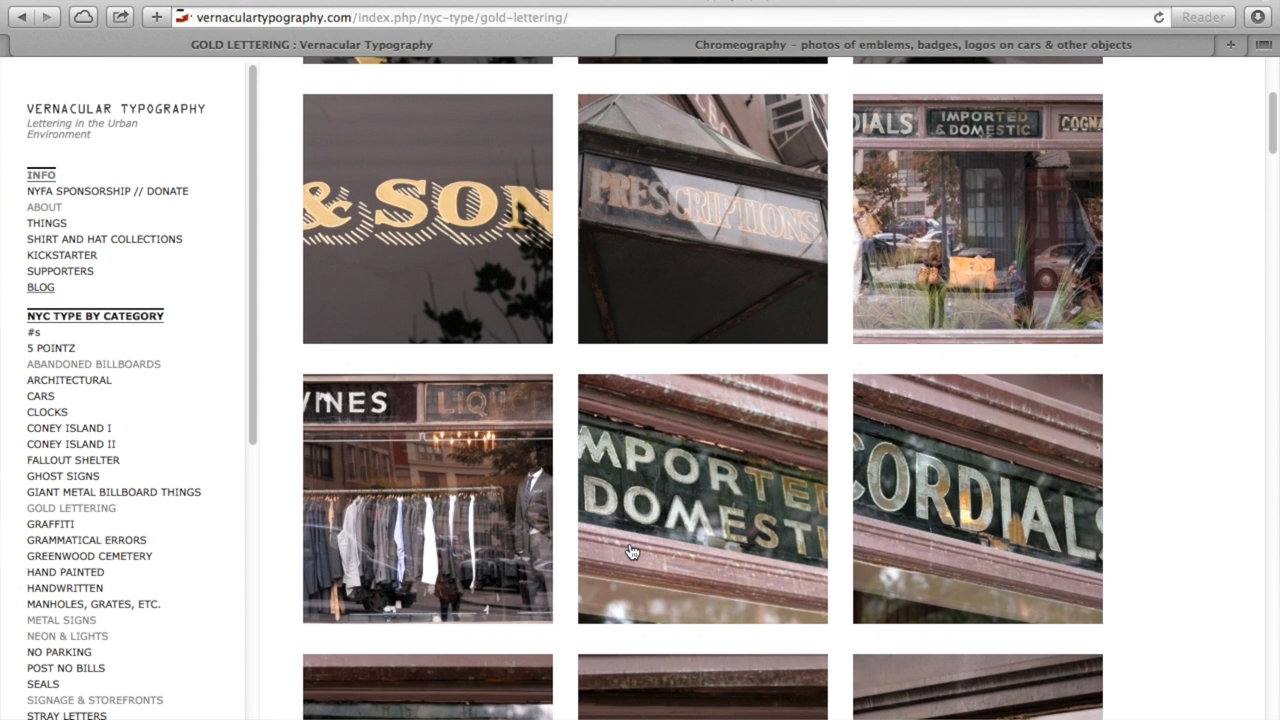 vernaculartypography.com/index.php/nyc-type/gold-lettering/
Reader
GOLD LETTERING : Vernacular Typography
Chromeography – photos of emblems, badges, logos on cars & other objects
VERNACULAR TYPOGRAPHY
Lettering in the Urban
Environment
INFO
NYFA SPONSORSHIP // DONATE
ABOUT
THINGS
SHIRT AND HAT COLLECTIONS
KICKSTARTER
SUPPORTERS
BLOG
NYC TYPE BY CATEGORY
#s
5 POINTZ
ABANDONED BILLBOARDS
ARCHITECTURAL
CARS
CLOCKS
CONEY ISLAND I
CONEY ISLAND II
FALLOUT SHELTER
GHOST SIGNS
GIANT METAL BILLBOARD THINGS
GOLD LETTERING
GRAFFITI
GRAMMATICAL ERRORS
GREENWOOD CEMETERY
HAND PAINTED
HANDWRITTEN
MANHOLES, GRATES, ETC.
METAL SIGNS
NEON & LIGHTS
NO PARKING
POST NO BILLS
SEALS
SIGNAGE & STOREFRONTS
STRAY LETTERS
& SON
PRESCRIPTIONS
DIALS
IMPORTED
& DOMESTIC
COGNA
WINES
LIQU
MPORTED
DOMESTI
CORDIALS